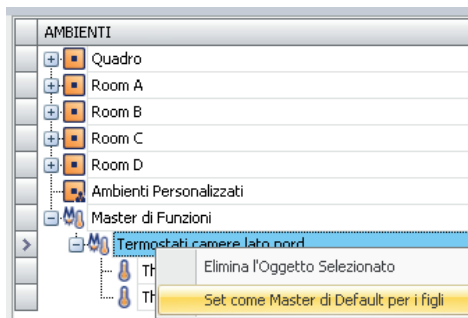 AMBIENTI
Quadro
Room A
Room B
Room C
Room D
Ambienti Personalizzati
Master di Funzioni
Termostati camere lato nord
Elimina l'Oggetto Selezionato
Set come Master di Default per i figli